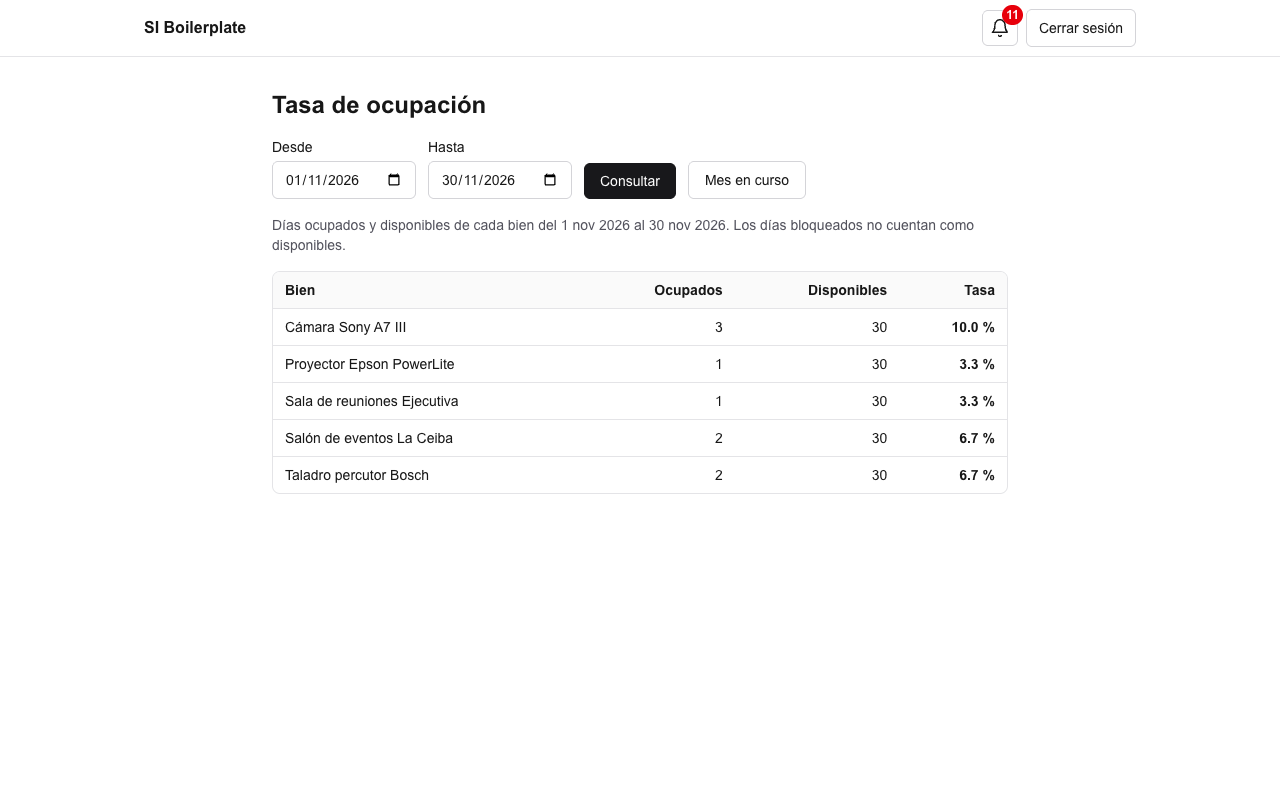 SI Boilerplate
11
Cerrar sesión
Tasa de ocupación
Desde Hasta
01/11/2026 30/11/2026 Consultar Mes en curso
Días ocupados y disponibles de cada bien del 1 nov 2026 al 30 nov 2026. Los días bloqueados no cuentan como
disponibles.
Bien Ocupados Disponibles Tasa
Cámara Sony A7 III 3 30 10.0 %
Proyector Epson PowerLite 1 30 3.3 %
Sala de reuniones Ejecutiva 1 30 3.3 %
Salón de eventos La Ceiba 2 30 6.7 %
Taladro percutor Bosch 2 30 6.7 %